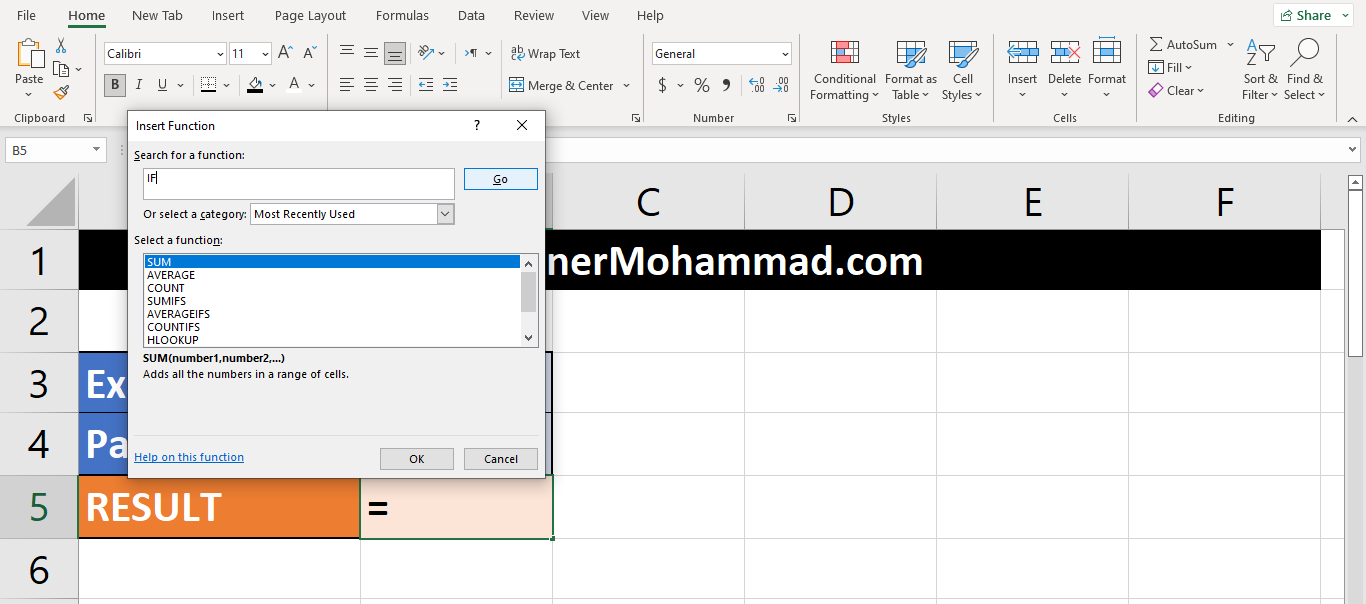 File Home New Tab Insert Page Layout Formulas Data Review View Help Share
Calibri 11 A A ab Wrap Text General AutoSum
Paste Fill
B I U A Merge & Center $ % 9 Clear
Conditional Formatting Format as Table Cell Styles Insert Delete Format Sort & Filter Find & Select
Clipboard Number Styles Cells Editing
B5
Insert Function ?
Search for a function:
IF
Go
Or select a category: Most Recently Used
Select a function:
SUM
AVERAGE
COUNT
SUMIFS
AVERAGEIFS
COUNTIFS
HLOOKUP
SUM(number1,number2,...)
Adds all the numbers in a range of cells.
Help on this function OK Cancel
C D E F
1 nerMohammad.com
2
3 Ex
4 Pa
5 RESULT =
6